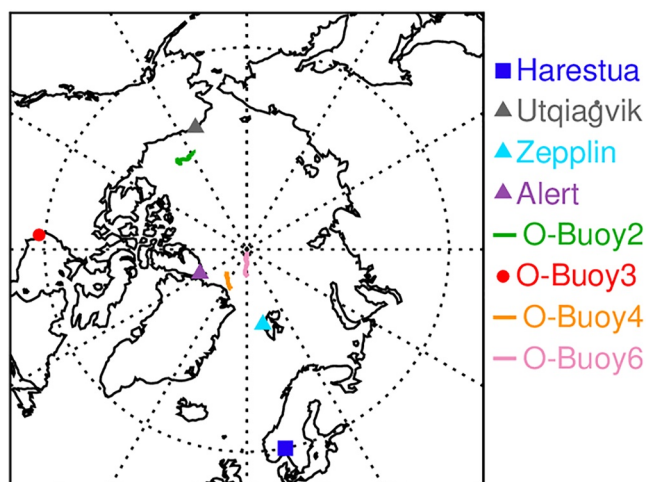 Harestua
Utqiaġvik
Zepplin
Alert
O-Buoy2
O-Buoy3
O-Buoy4
O-Buoy6